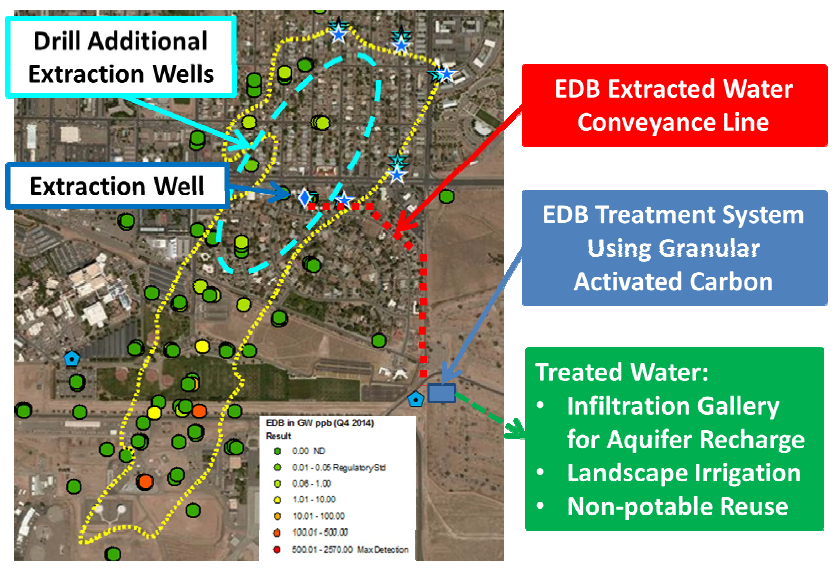 Drill Additional
Extraction Wells
Extraction Well
EDB Extracted Water
Conveyance Line
EDB Treatment System
Using Granular
Activated Carbon
Treated Water:
• Infiltration Gallery
for Aquifer Recharge
• Landscape Irrigation
• Non-potable Reuse
EDB in GW ppb (Q4 2014)
Result
0.00 ND
0.01 - 0.05 Regulatory Std
0.06 - 1.00
1.01 - 10.00
10.01 - 100.00
100.01 - 500.00
500.01 - 2570.00 Max Detection